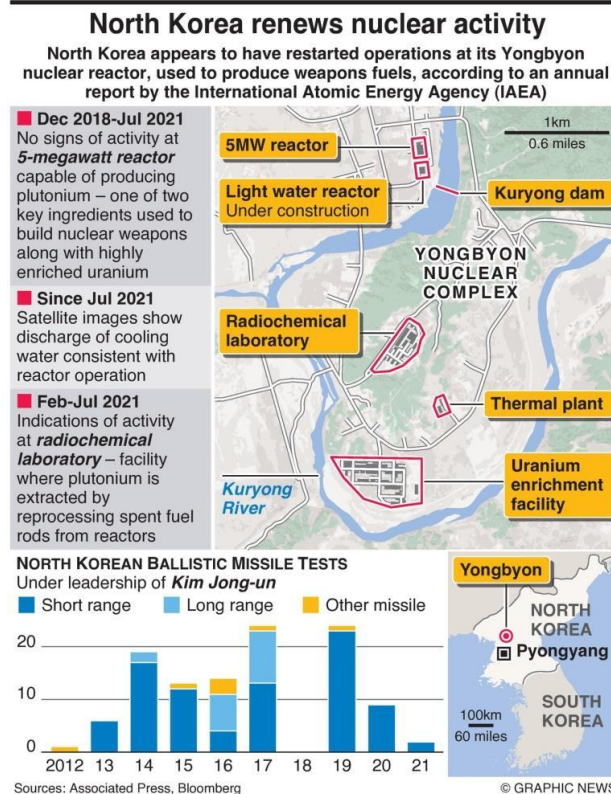 North Korea renews nuclear activity
North Korea appears to have restarted operations at its Yongbyon
nuclear reactor, used to produce weapons fuels, according to an annual
report by the International Atomic Energy Agency (IAEA)
Dec 2018-Jul 2021
No signs of activity at
5-megawatt reactor
capable of producing
plutonium – one of two
key ingredients used to
build nuclear weapons
along with highly
enriched uranium
Since Jul 2021
Satellite images show
discharge of cooling
water consistent with
reactor operation
Feb-Jul 2021
Indications of activity
at radiochemical
laboratory – facility
where plutonium is
extracted by
reprocessing spent fuel
rods from reactors
1km
0.6 miles
5MW reactor
Light water reactor
Under construction
Kuryong dam
YONGBYON
NUCLEAR
COMPLEX
Radiochemical
laboratory
Thermal plant
Uranium
enrichment
facility
Kuryong
River
NORTH KOREAN BALLISTIC MISSILE TESTS
Under leadership of Kim Jong-un
Short range
Long range
Other missile
20
10
0
2012 13 14 15 16 17 18 19 20 21
Yongbyon
NORTH
KOREA
Pyongyang
SOUTH
KOREA
100km
60 miles
Sources: Associated Press, Bloomberg
© GRAPHIC NEWS